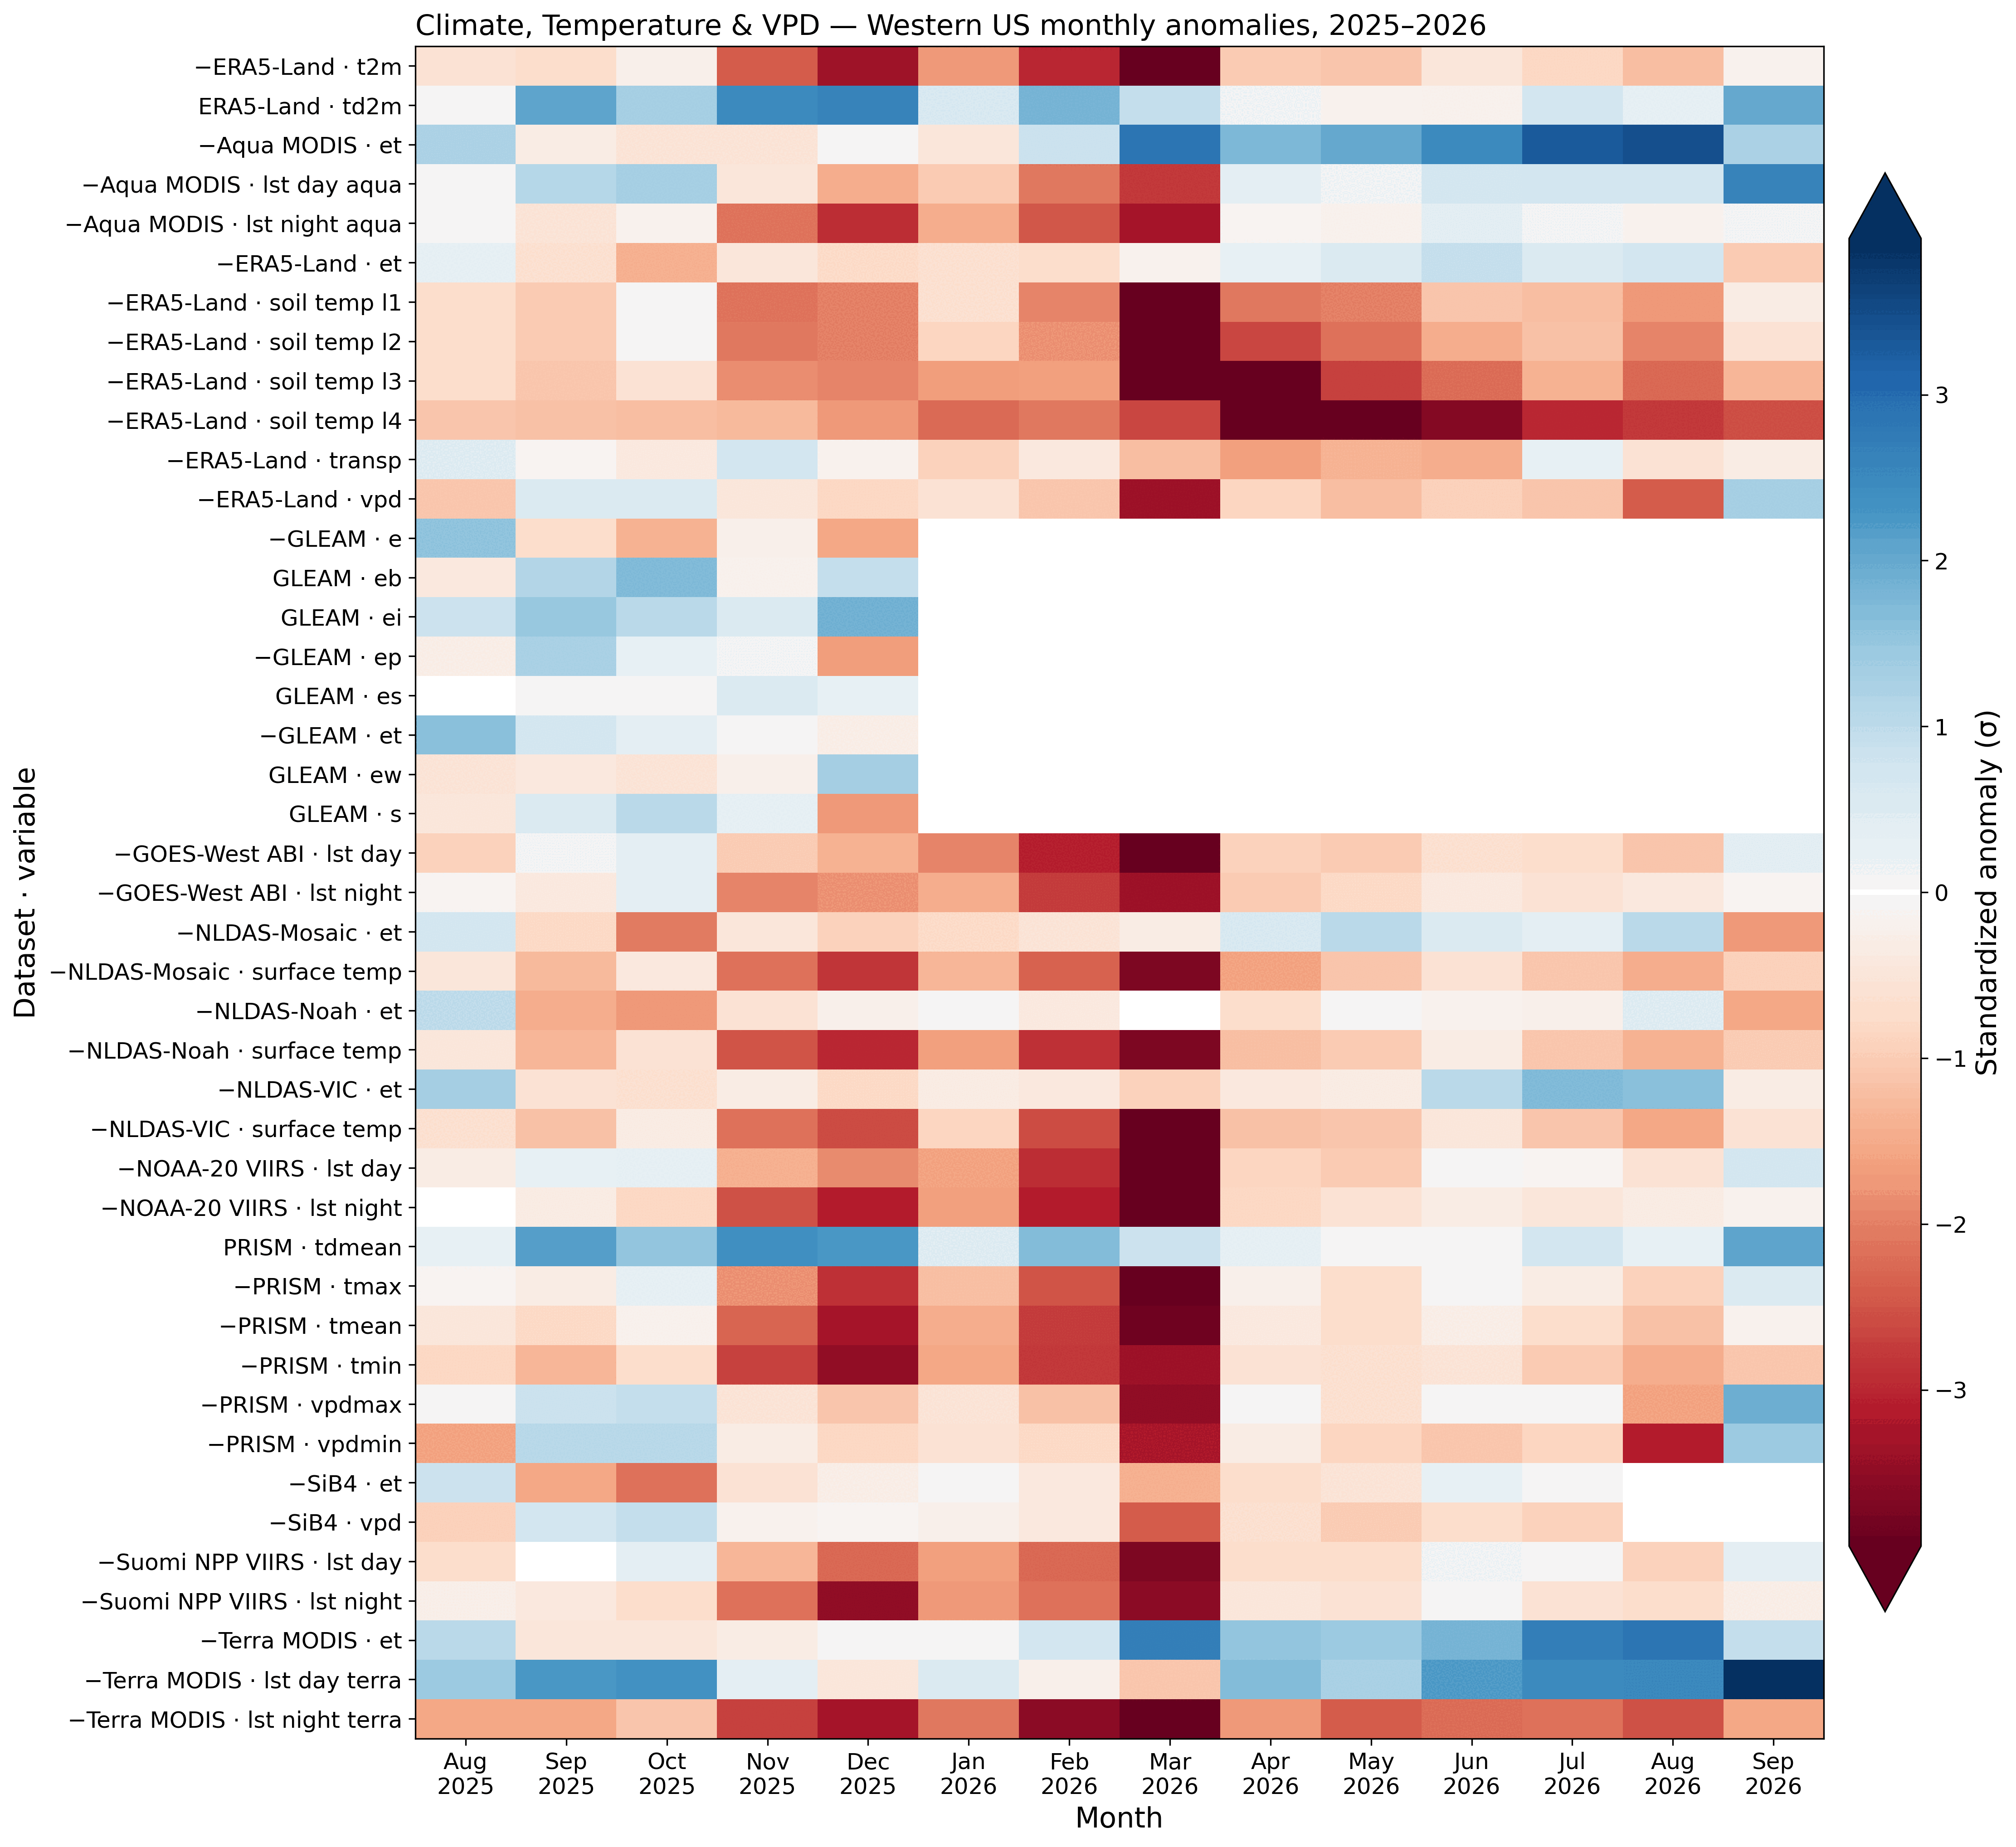 Climate, Temperature & VPD — Western US monthly anomalies, 2025–2026
−ERA5-Land · t2m
ERA5-Land · td2m
−Aqua MODIS · et
−Aqua MODIS · lst day aqua
−Aqua MODIS · lst night aqua
−ERA5-Land · et
−ERA5-Land · soil temp l1
−ERA5-Land · soil temp l2
−ERA5-Land · soil temp l3
−ERA5-Land · soil temp l4
−ERA5-Land · transp
−ERA5-Land · vpd
−GLEAM · e
GLEAM · eb
GLEAM · ei
−GLEAM · ep
GLEAM · es
−GLEAM · et
GLEAM · ew
GLEAM · s
−GOES-West ABI · lst day
−GOES-West ABI · lst night
−NLDAS-Mosaic · et
−NLDAS-Mosaic · surface temp
−NLDAS-Noah · et
−NLDAS-Noah · surface temp
−NLDAS-VIC · et
−NLDAS-VIC · surface temp
−NOAA-20 VIIRS · lst day
−NOAA-20 VIIRS · lst night
PRISM · tdmean
−PRISM · tmax
−PRISM · tmean
−PRISM · tmin
−PRISM · vpdmax
−PRISM · vpdmin
−SiB4 · et
−SiB4 · vpd
−Suomi NPP VIIRS · lst day
−Suomi NPP VIIRS · lst night
−Terra MODIS · et
−Terra MODIS · lst day terra
−Terra MODIS · lst night terra
Dataset · variable
Aug Sep Oct Nov Dec Jan Feb Mar Apr May Jun Jul Aug Sep
2025 2025 2025 2025 2025 2026 2026 2026 2026 2026 2026 2026 2026 2026
Month
3
2
1
0
−1
−2
−3
Standardized anomaly (σ)